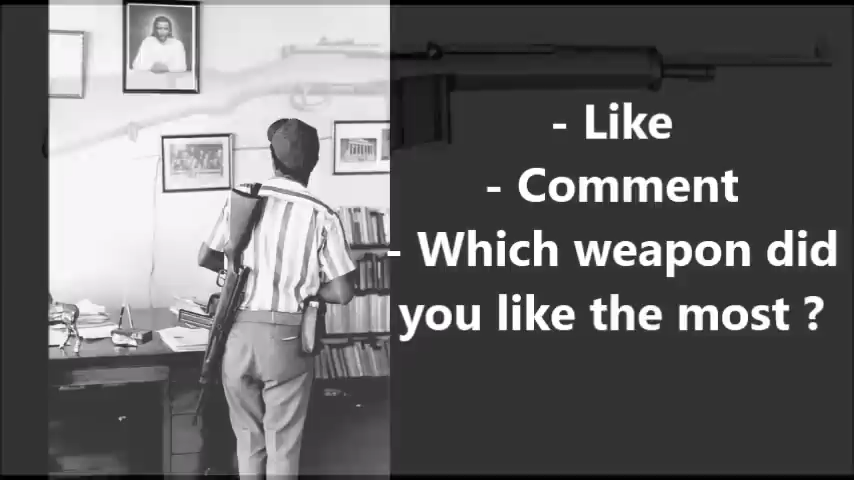 - Like
- Comment
- Which weapon did
you like the most ?